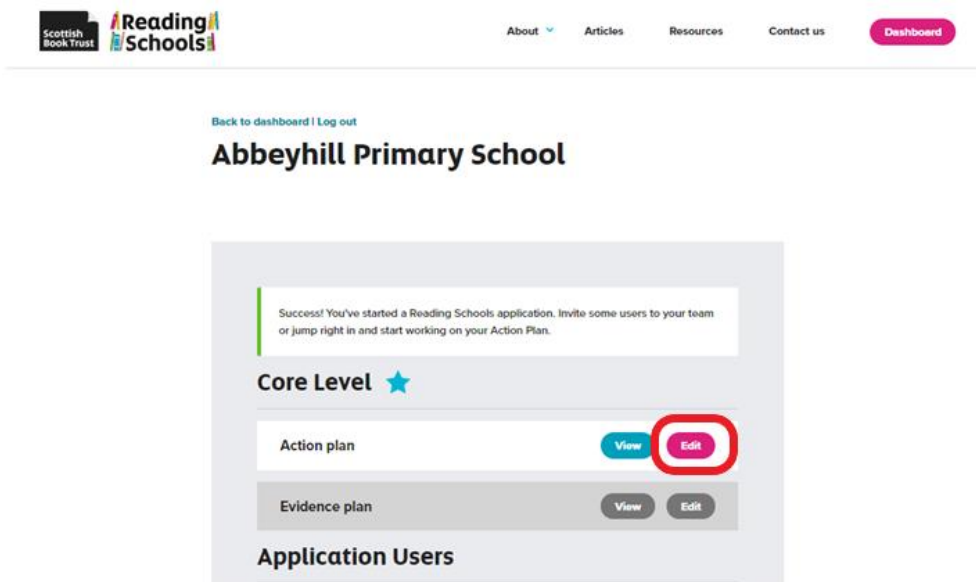 Scottish
Book Trust
Reading
Schools
About Articles Resources Contact us Dashboard
Back to dashboard | Log out
Abbeyhill Primary School
Success! You've started a Reading Schools application. Invite some users to your team
or jump right in and start working on your Action Plan.
Core Level
Action plan View Edit
Evidence plan View Edit
Application Users